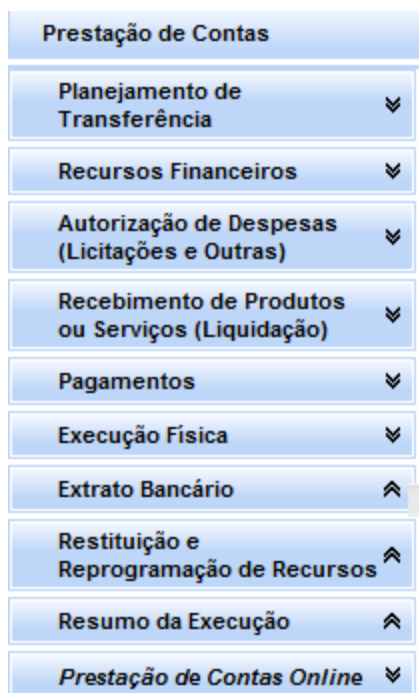 Prestação de Contas
Planejamento de
Transferência
Recursos Financeiros
Autorização de Despesas
(Licitações e Outras)
Recebimento de Produtos
ou Serviços (Liquidação)
Pagamentos
Execução Física
Extrato Bancário
Restituição e
Reprogramação de Recursos
Resumo da Execução
Prestação de Contas Online